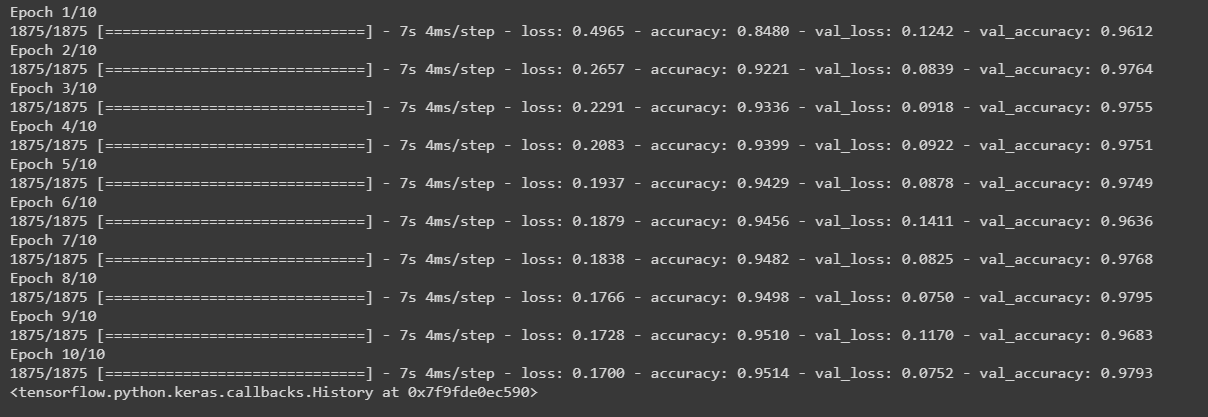 Epoch 1/10
1875/1875 [==============================] - 7s 4ms/step - loss: 0.4965 - accuracy: 0.8480 - val_loss: 0.1242 - val_accuracy: 0.9612
Epoch 2/10
1875/1875 [==============================] - 7s 4ms/step - loss: 0.2657 - accuracy: 0.9221 - val_loss: 0.0839 - val_accuracy: 0.9764
Epoch 3/10
1875/1875 [==============================] - 7s 4ms/step - loss: 0.2291 - accuracy: 0.9336 - val_loss: 0.0918 - val_accuracy: 0.9755
Epoch 4/10
1875/1875 [==============================] - 7s 4ms/step - loss: 0.2083 - accuracy: 0.9399 - val_loss: 0.0922 - val_accuracy: 0.9751
Epoch 5/10
1875/1875 [==============================] - 7s 4ms/step - loss: 0.1937 - accuracy: 0.9429 - val_loss: 0.0878 - val_accuracy: 0.9749
Epoch 6/10
1875/1875 [==============================] - 7s 4ms/step - loss: 0.1879 - accuracy: 0.9456 - val_loss: 0.1411 - val_accuracy: 0.9636
Epoch 7/10
1875/1875 [==============================] - 7s 4ms/step - loss: 0.1838 - accuracy: 0.9482 - val_loss: 0.0825 - val_accuracy: 0.9768
Epoch 8/10
1875/1875 [==============================] - 7s 4ms/step - loss: 0.1766 - accuracy: 0.9498 - val_loss: 0.0750 - val_accuracy: 0.9795
Epoch 9/10
1875/1875 [==============================] - 7s 4ms/step - loss: 0.1728 - accuracy: 0.9510 - val_loss: 0.1170 - val_accuracy: 0.9683
Epoch 10/10
1875/1875 [==============================] - 7s 4ms/step - loss: 0.1700 - accuracy: 0.9514 - val_loss: 0.0752 - val_accuracy: 0.9793
<tensorflow.python.keras.callbacks.History at 0x7f9fde0ec590>